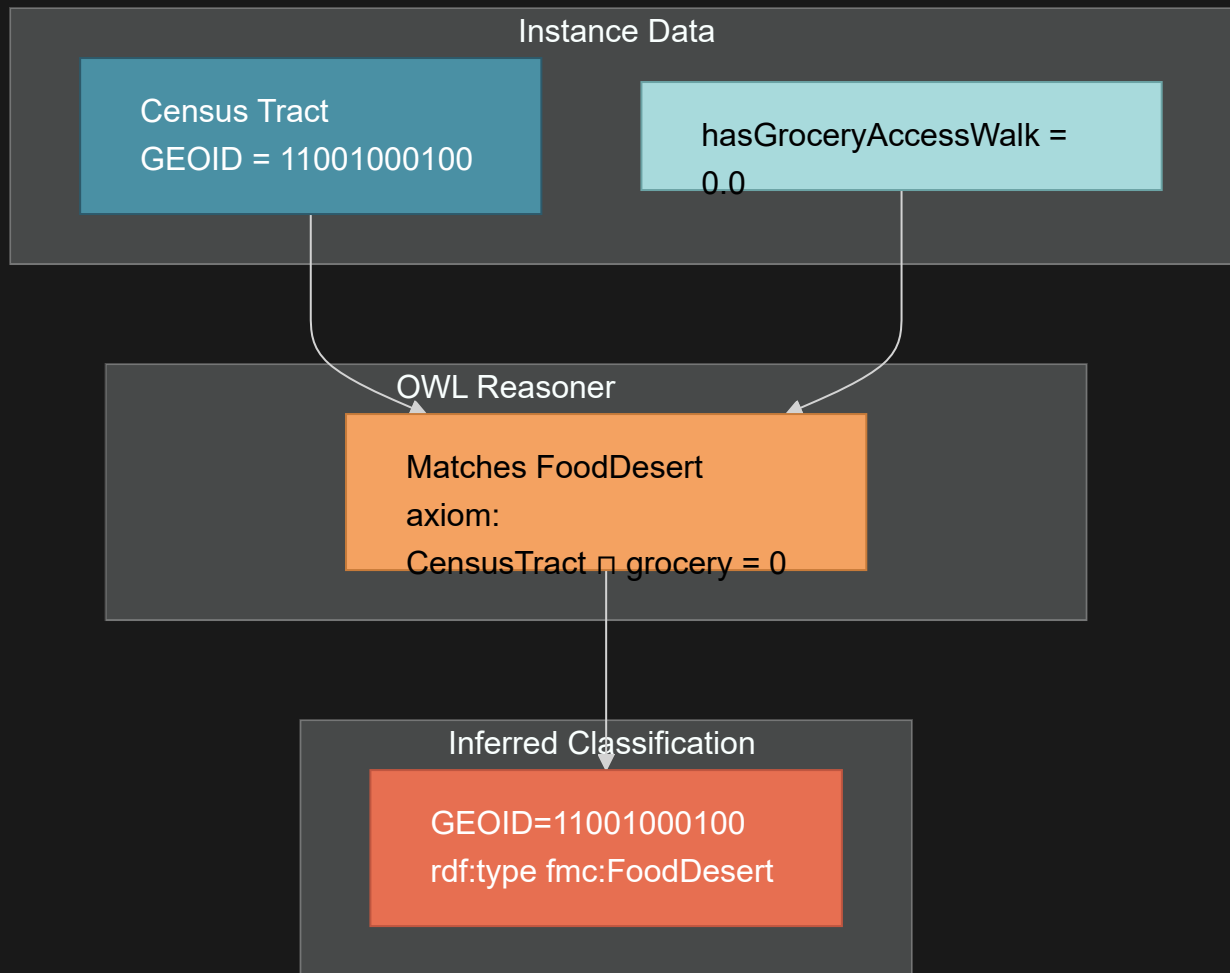 Instance Data
Census Tract
GEOID = 11001000100
hasGroceryAccessWalk =
0.0
OWL Reasoner
Matches FoodDesert
axiom:
CensusTract ⊓ grocery = 0
Inferred Classification
GEOID=11001000100
rdf:type fmc:FoodDesert